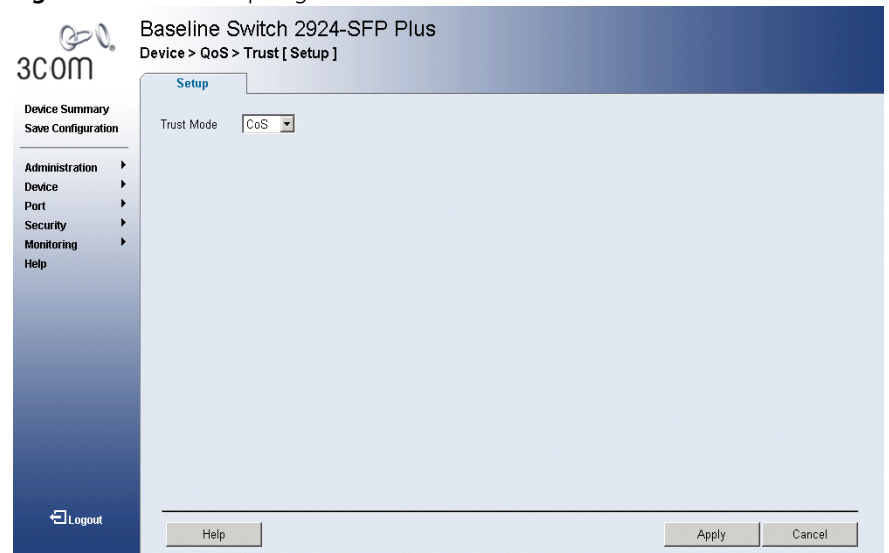 Baseline Switch 2924-SFP Plus
Device > QoS > Trust [ Setup ]
3COM
Setup
Device Summary
Save Configuration
Trust Mode CoS
Administration
Device
Port
Security
Monitoring
Help
Logout
Help Apply Cancel